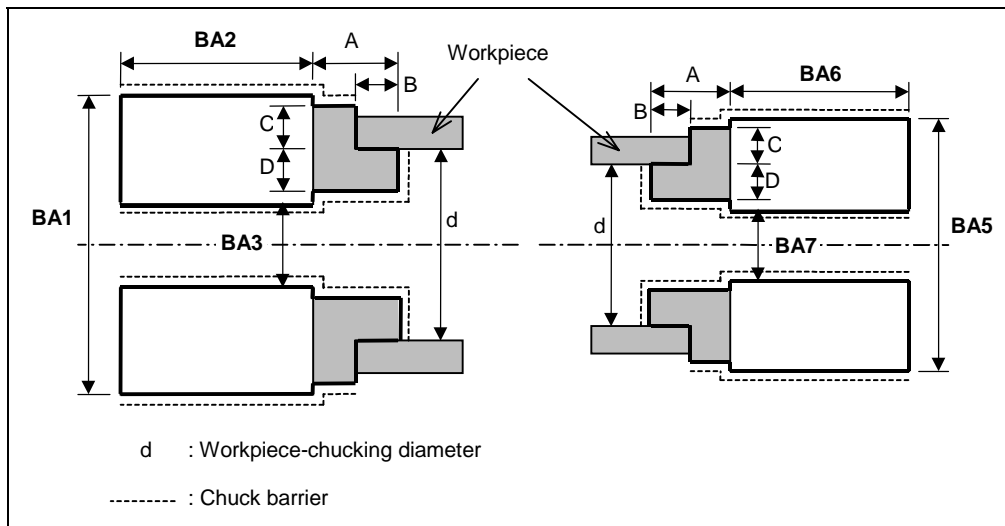 BA2
A
B
Workpiece
A
BA6
B
C
D
C
D
BA1
BA3
d
d
BA7
BA5
d : Workpiece-chucking diameter
: Chuck barrier